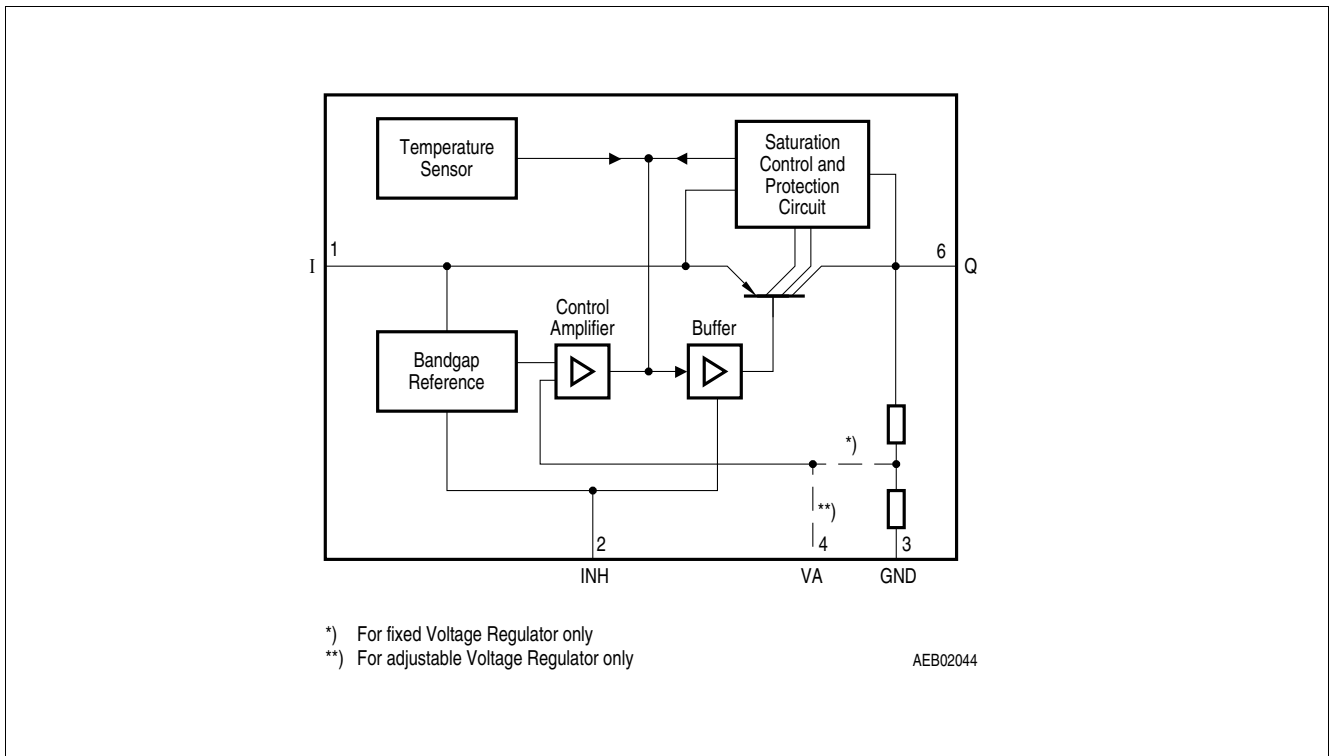 Temperature
Sensor
Saturation
Control and
Protection
Circuit
1
I
6
Q
Control
Amplifier
Buffer
Bandgap
Reference
*)
**)
2
4
3
INH
VA
GND
*) For fixed Voltage Regulator only
**) For adjustable Voltage Regulator only
AEB02044